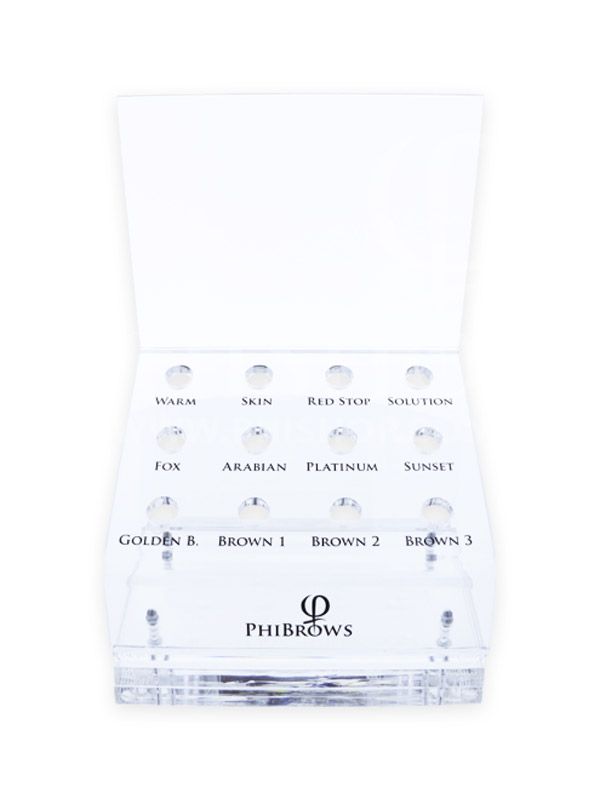 WARM SKIN RED STOP SOLUTION
FOX ARABIAN PLATINUM SUNSET
GOLDEN B. BROWN 1 BROWN 2 BROWN 3
φ
PHIBROWS